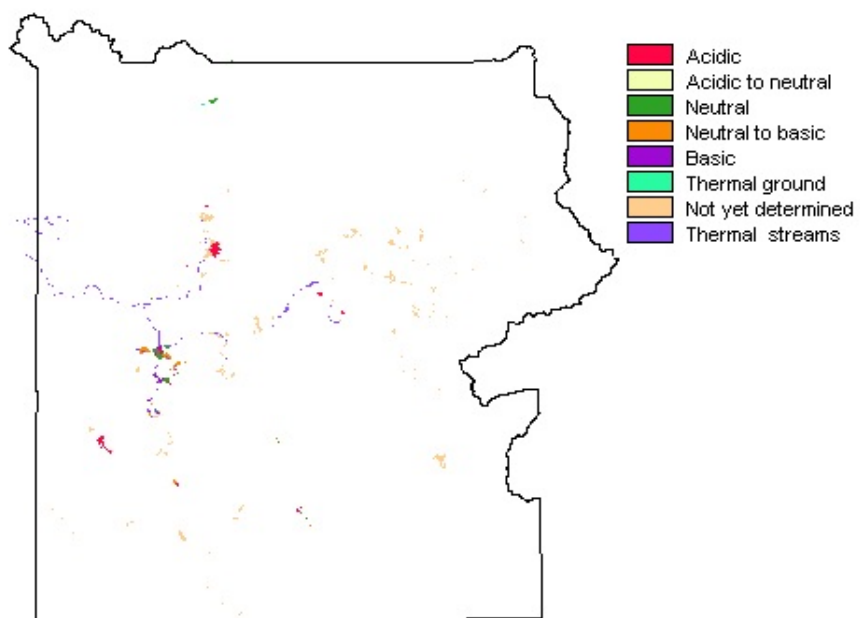 Acidic
Acidic to neutral
Neutral
Neutral to basic
Basic
Thermal ground
Not yet determined
Thermal streams